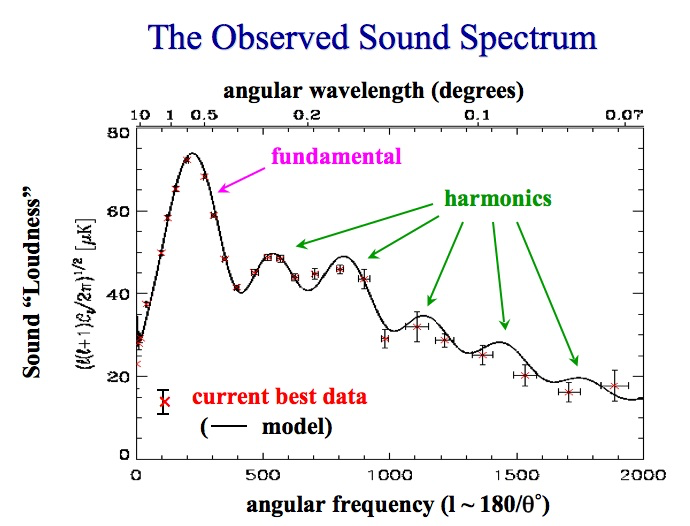 The Observed Sound Spectrum
angular wavelength (degrees)
10 1 0.5 0.2 0.1 0.07
80
fundamental
60
harmonics
Sound “Loudness”
(ℓ(ℓ+1)Cℓ/2π)^1/2 [μK]
40
20
current best data
( — model)
0
0 500 1000 1500 2000
angular frequency (l ~ 180/θ°)